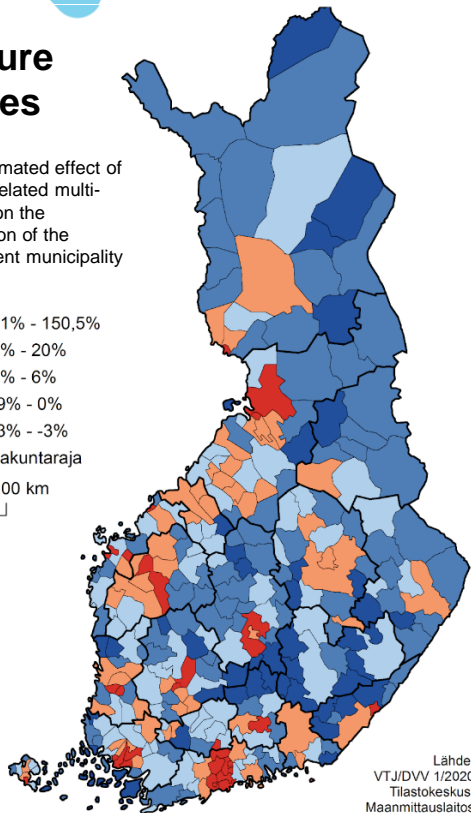 ure
es
mated effect of
elated multi-
on the
ion of the
ent municipality
1% - 150,5%
% - 20%
% - 6%
9% - 0%
3% - -3%
akuntaraja
00 km
Lähde
VTJ/DVV 1/2020
Tilastokeskus
Maanmittauslaitos